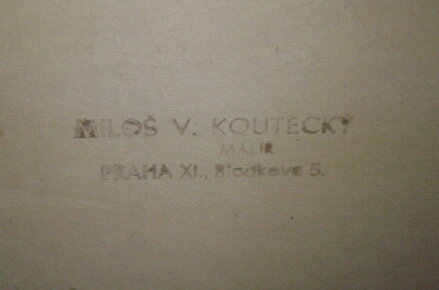 MILOŠ V. KOUTECKÝ
MALÍŘ
PRAHA XI., Blodkova 5.